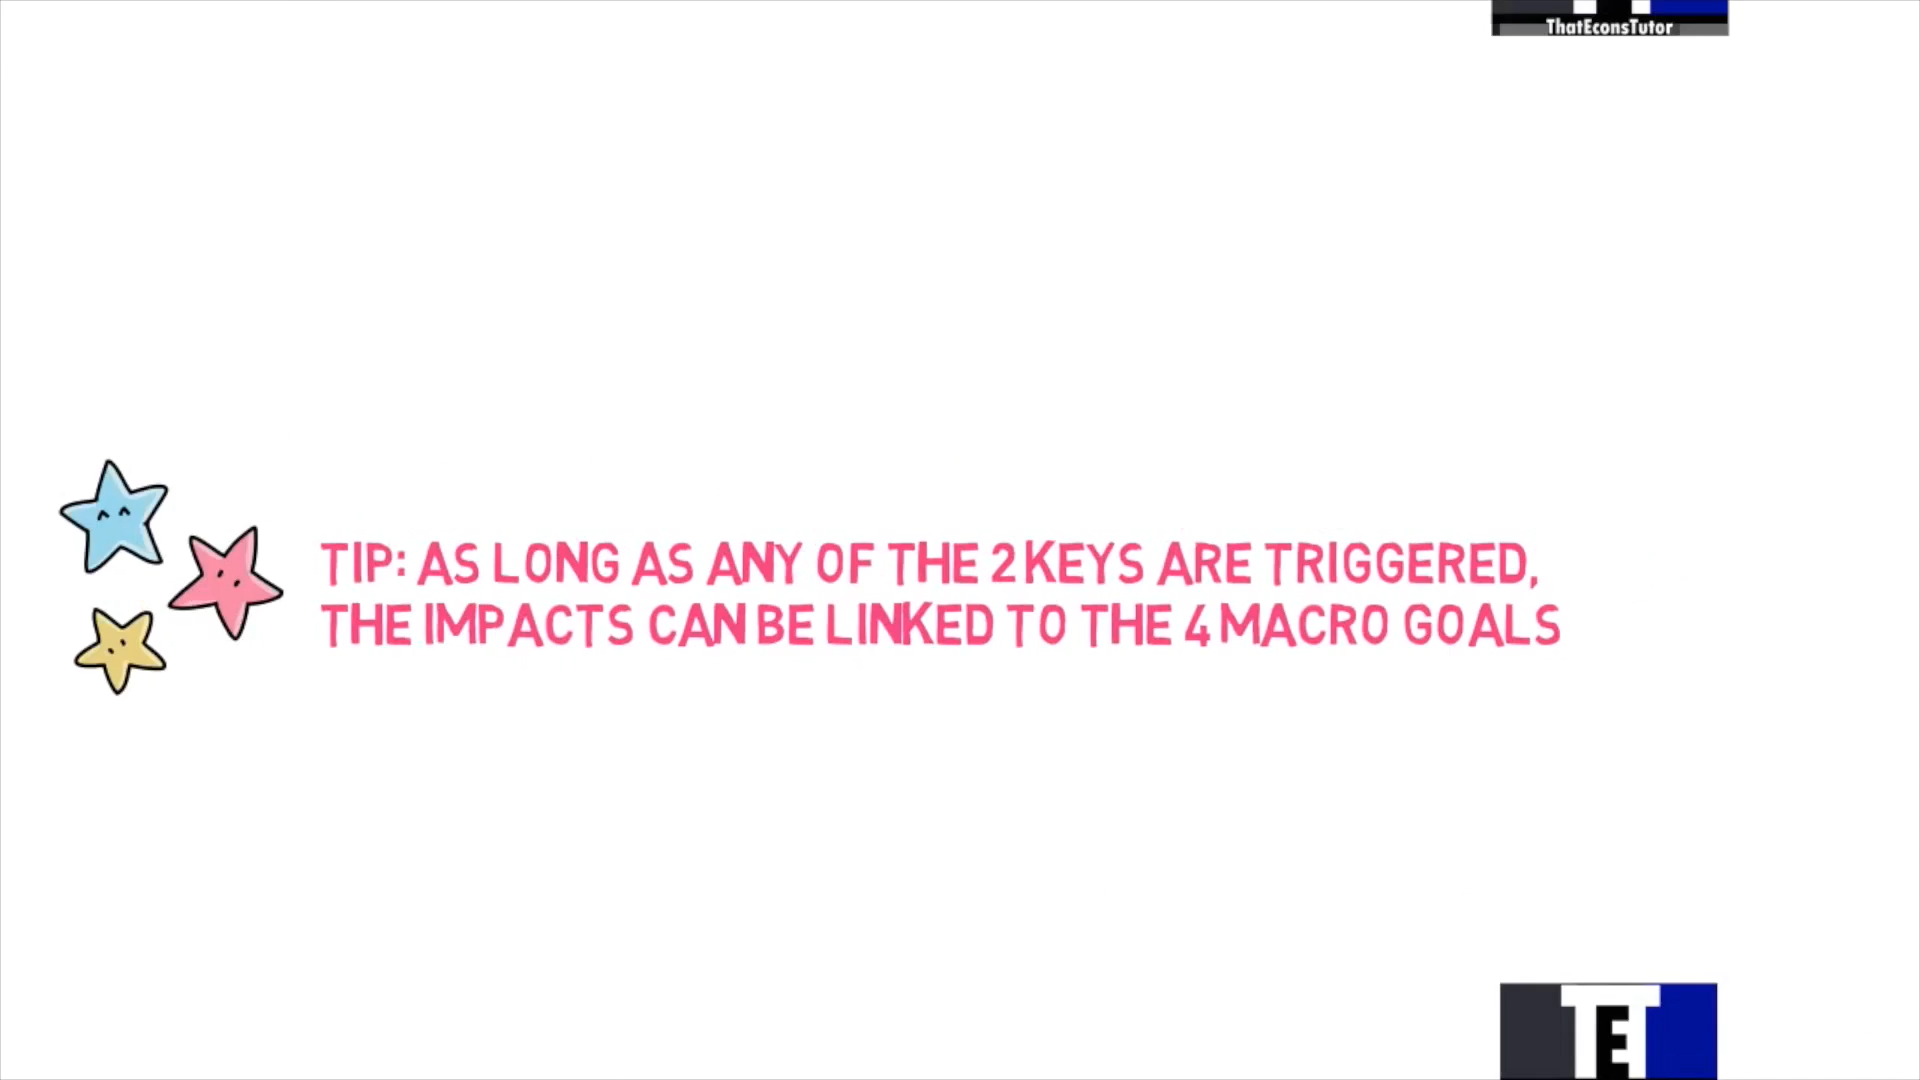 ThatEconsTutor
TIP: AS LONG AS ANY OF THE 2 KEYS ARE TRIGGERED,
THE IMPACTS CAN BE LINKED TO THE 4 MACRO GOALS
TET